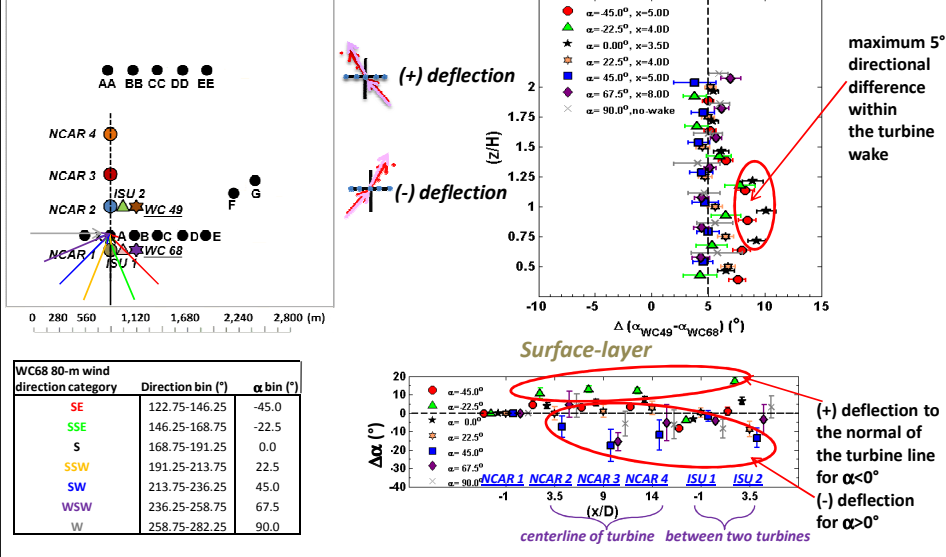 AA BB CC DD EE
NCAR 4
NCAR 3
ISU 2
NCAR 2
WC 49
F
G
A B C D E
NCAR 1
WC 68
ISU 1
0 280 560 1,120 1,680 2,240 2,800 (m)
(+) deflection
(-) deflection
α=-45.0°, x=5.0D
α=-22.5°, x=4.0D
α= 0.00°, x=3.5D
α= 22.5°, x=4.0D
α= 45.0°, x=5.0D
α= 67.5°, x=8.0D
α= 90.0°,no-wake
(z/H)
2
1.75
1.5
1.25
1
0.75
0.5
-10 -5 0 5 10 15
Δ (αWC49-αWC68) (°)
maximum 5°
directional
difference
within
the turbine
wake
WC68 80-m wind
direction category Direction bin (°) α bin (°)
SE 122.75-146.25 -45.0
SSE 146.25-168.75 -22.5
S 168.75-191.25 0.0
SSW 191.25-213.75 22.5
SW 213.75-236.25 45.0
WSW 236.25-258.75 67.5
W 258.75-282.25 90.0
Surface-layer
Δα (°)
20
10
0
-10
-20
-30
-40
α=-45.0°
α=-22.5°
α= 0.0°
α= 22.5°
α= 45.0°
α= 67.5°
α= 90.0°
NCAR 1 NCAR 2 NCAR 3 NCAR 4 ISU 1 ISU 2
-1 3.5 9 14 -1 3.5
(x/D)
centerline of turbine between two turbines
(+) deflection to
the normal of
the turbine line
for α<0°
(-) deflection
for α>0°